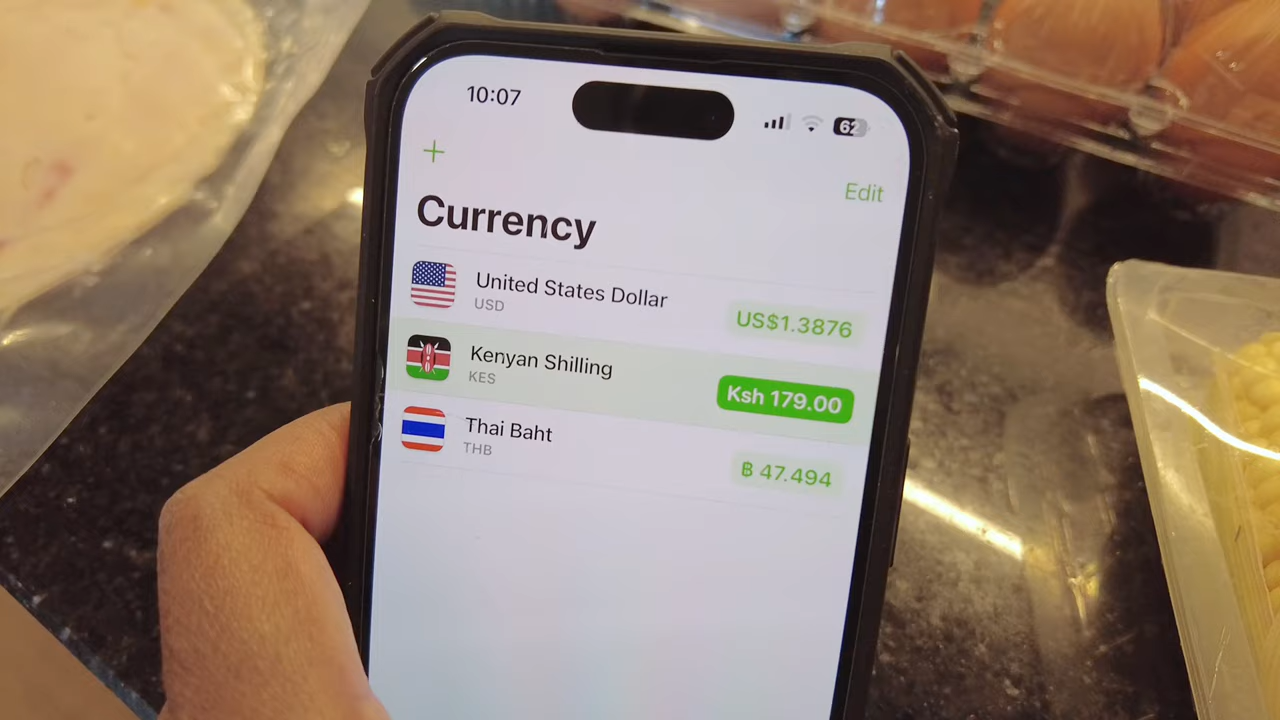 10:07
62
+
Edit
Currency
United States Dollar
USD
US$1.3876
Kenyan Shilling
KES
Ksh 179.00
Thai Baht
THB
฿ 47.494